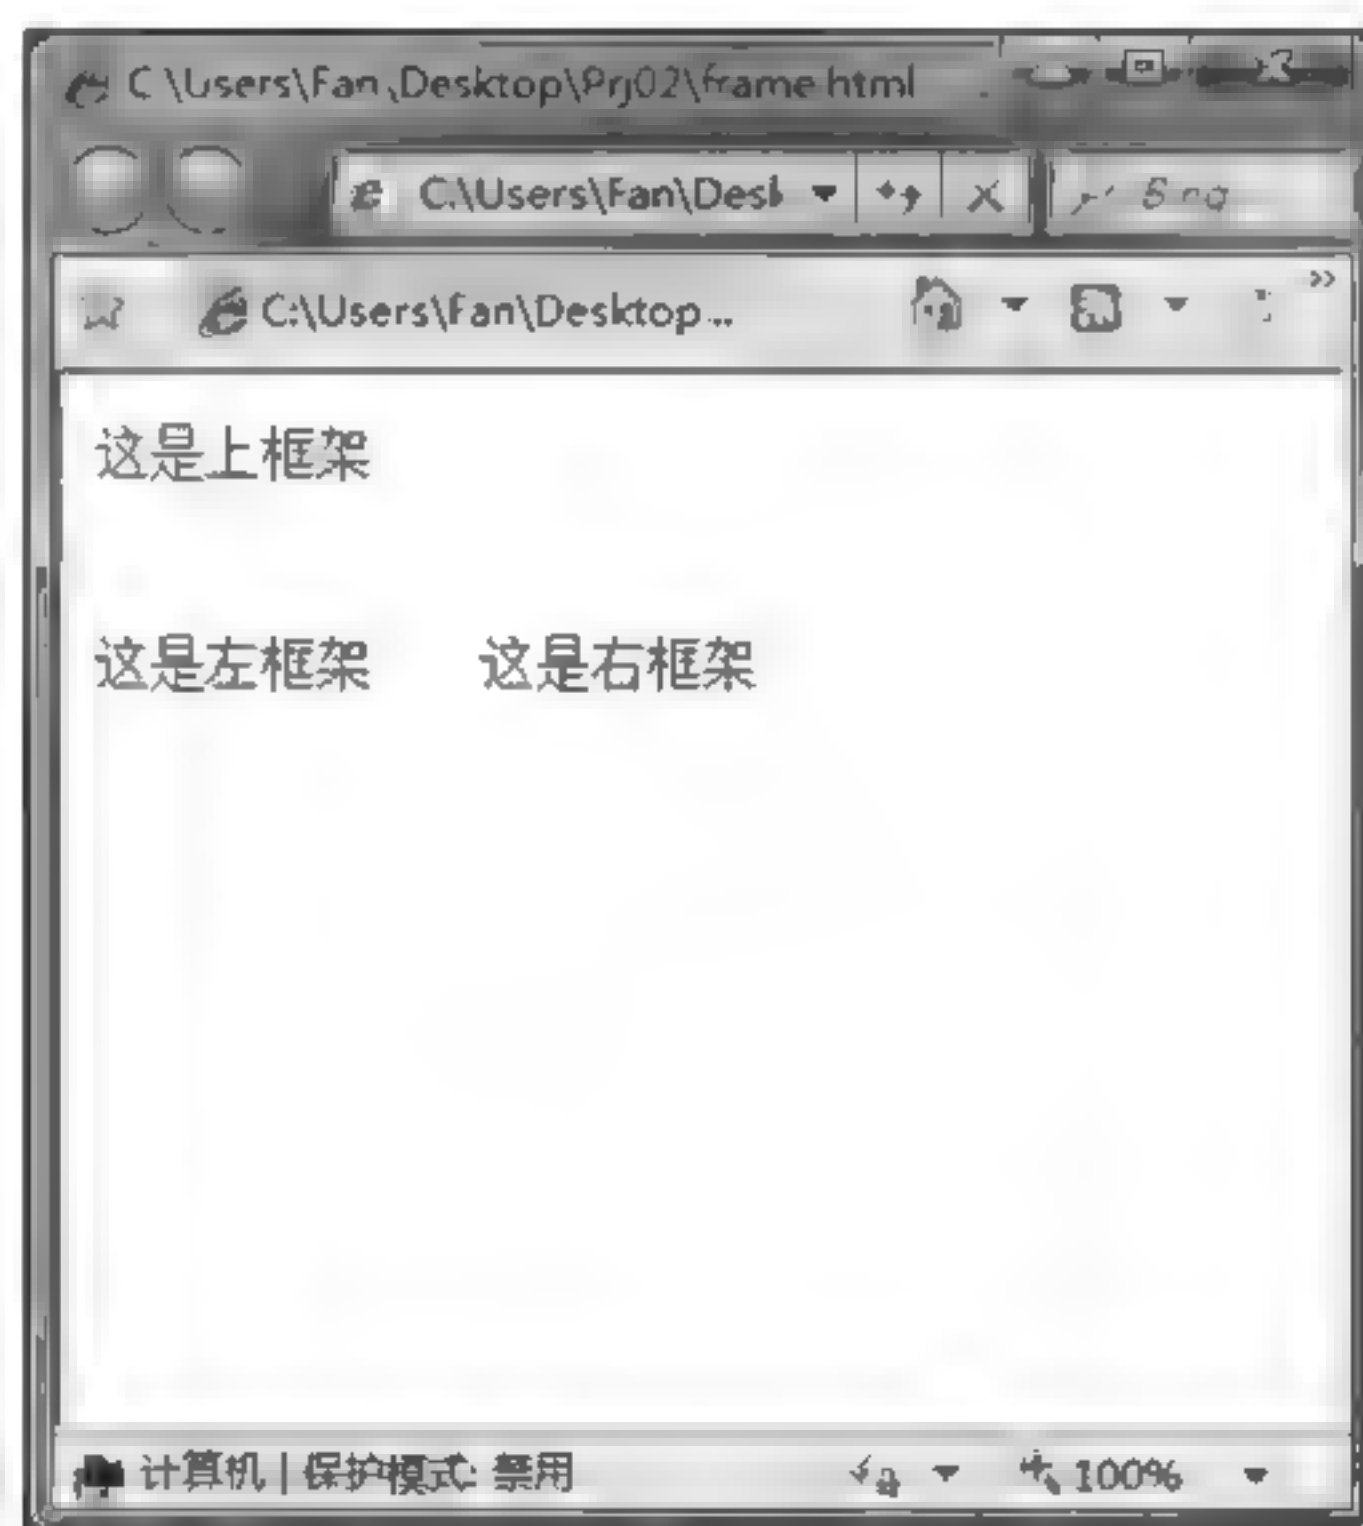 C:\Users\Fan\Desktop\Prj02\frame.html
C:\Users\Fan\Desk
Bing
C:\Users\Fan\Desktop...
这是上框架
这是左框架 这是右框架
计算机 | 保护模式: 禁用 100%